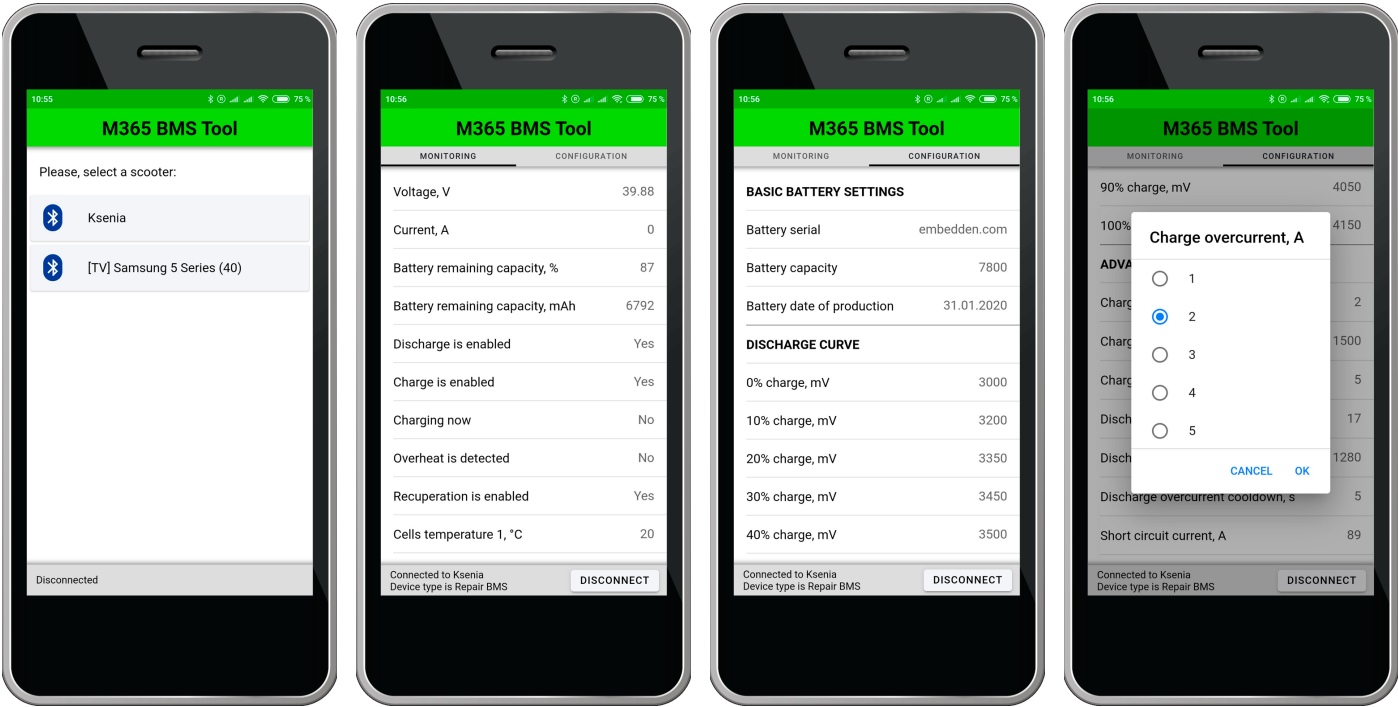 10:55
75 %
M365 BMS Tool
Please, select a scooter:
Ksenia
[TV] Samsung 5 Series (40)
Disconnected
10:56
75 %
M365 BMS Tool
MONITORING CONFIGURATION
Voltage, V 39.88
Current, A 0
Battery remaining capacity, % 87
Battery remaining capacity, mAh 6792
Discharge is enabled Yes
Charge is enabled Yes
Charging now No
Overheat is detected No
Recuperation is enabled Yes
Cells temperature 1, °C 20
Connected to Ksenia
Device type is Repair BMS
DISCONNECT
10:56
75 %
M365 BMS Tool
MONITORING CONFIGURATION
BASIC BATTERY SETTINGS
Battery serial embedden.com
Battery capacity 7800
Battery date of production 31.01.2020
DISCHARGE CURVE
0% charge, mV 3000
10% charge, mV 3200
20% charge, mV 3350
30% charge, mV 3450
40% charge, mV 3500
Connected to Ksenia
Device type is Repair BMS
DISCONNECT
10:56
75 %
M365 BMS Tool
MONITORING CONFIGURATION
90% charge, mV 4050
100% 4150
ADVA
Charg 2
Charg 1500
Charg 5
Disch 17
Disch 1280
Discharge overcurrent cooldown, s 5
Short circuit current, A 89
Charge overcurrent, A
1
2
3
4
5
CANCEL OK
Connected to Ksenia
Device type is Repair BMS
DISCONNECT